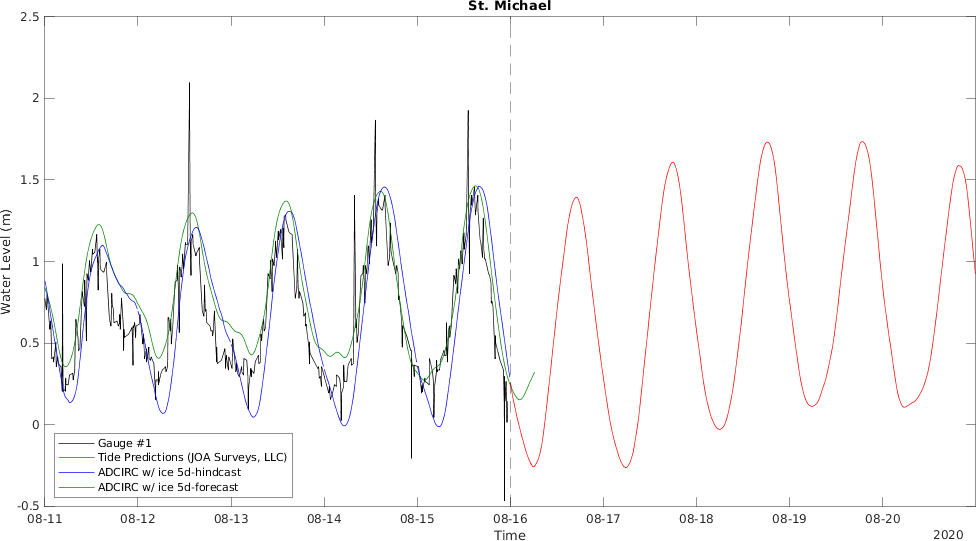 St. Michael
2.5
2
1.5
1
0.5
0
-0.5
Water Level (m)
Gauge #1
Tide Predictions (JOA Surveys, LLC)
ADCIRC w/ ice 5d-hindcast
ADCIRC w/ ice 5d-forecast
08-11 08-12 08-13 08-14 08-15 08-16 08-17 08-18 08-19 08-20
Time
2020